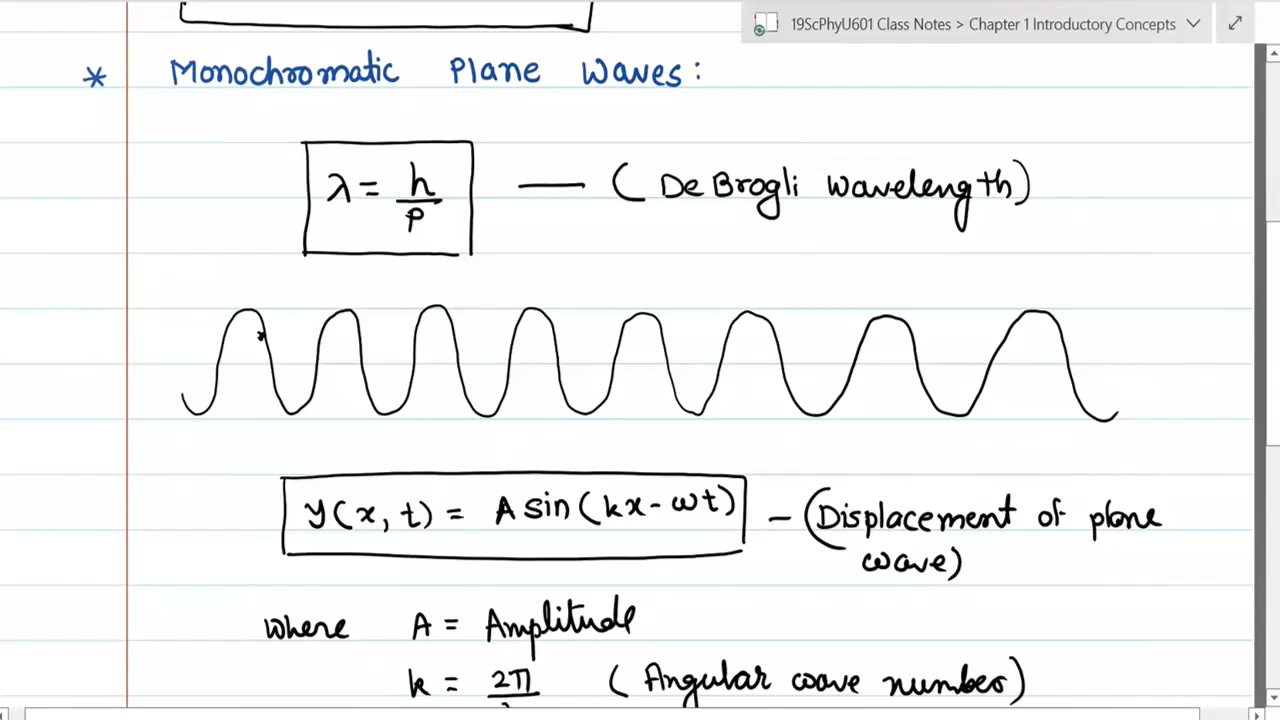 19ScPhyU601 Class Notes > Chapter 1 Introductory Concepts
* Monochromatic Plane Waves:
λ = h/p — (De Brogli wavelength)
y(x, t) = A sin(kx - ωt) - (Displacement of plane
wave)
where A = Amplitude
k = 2π (Angular wave number)